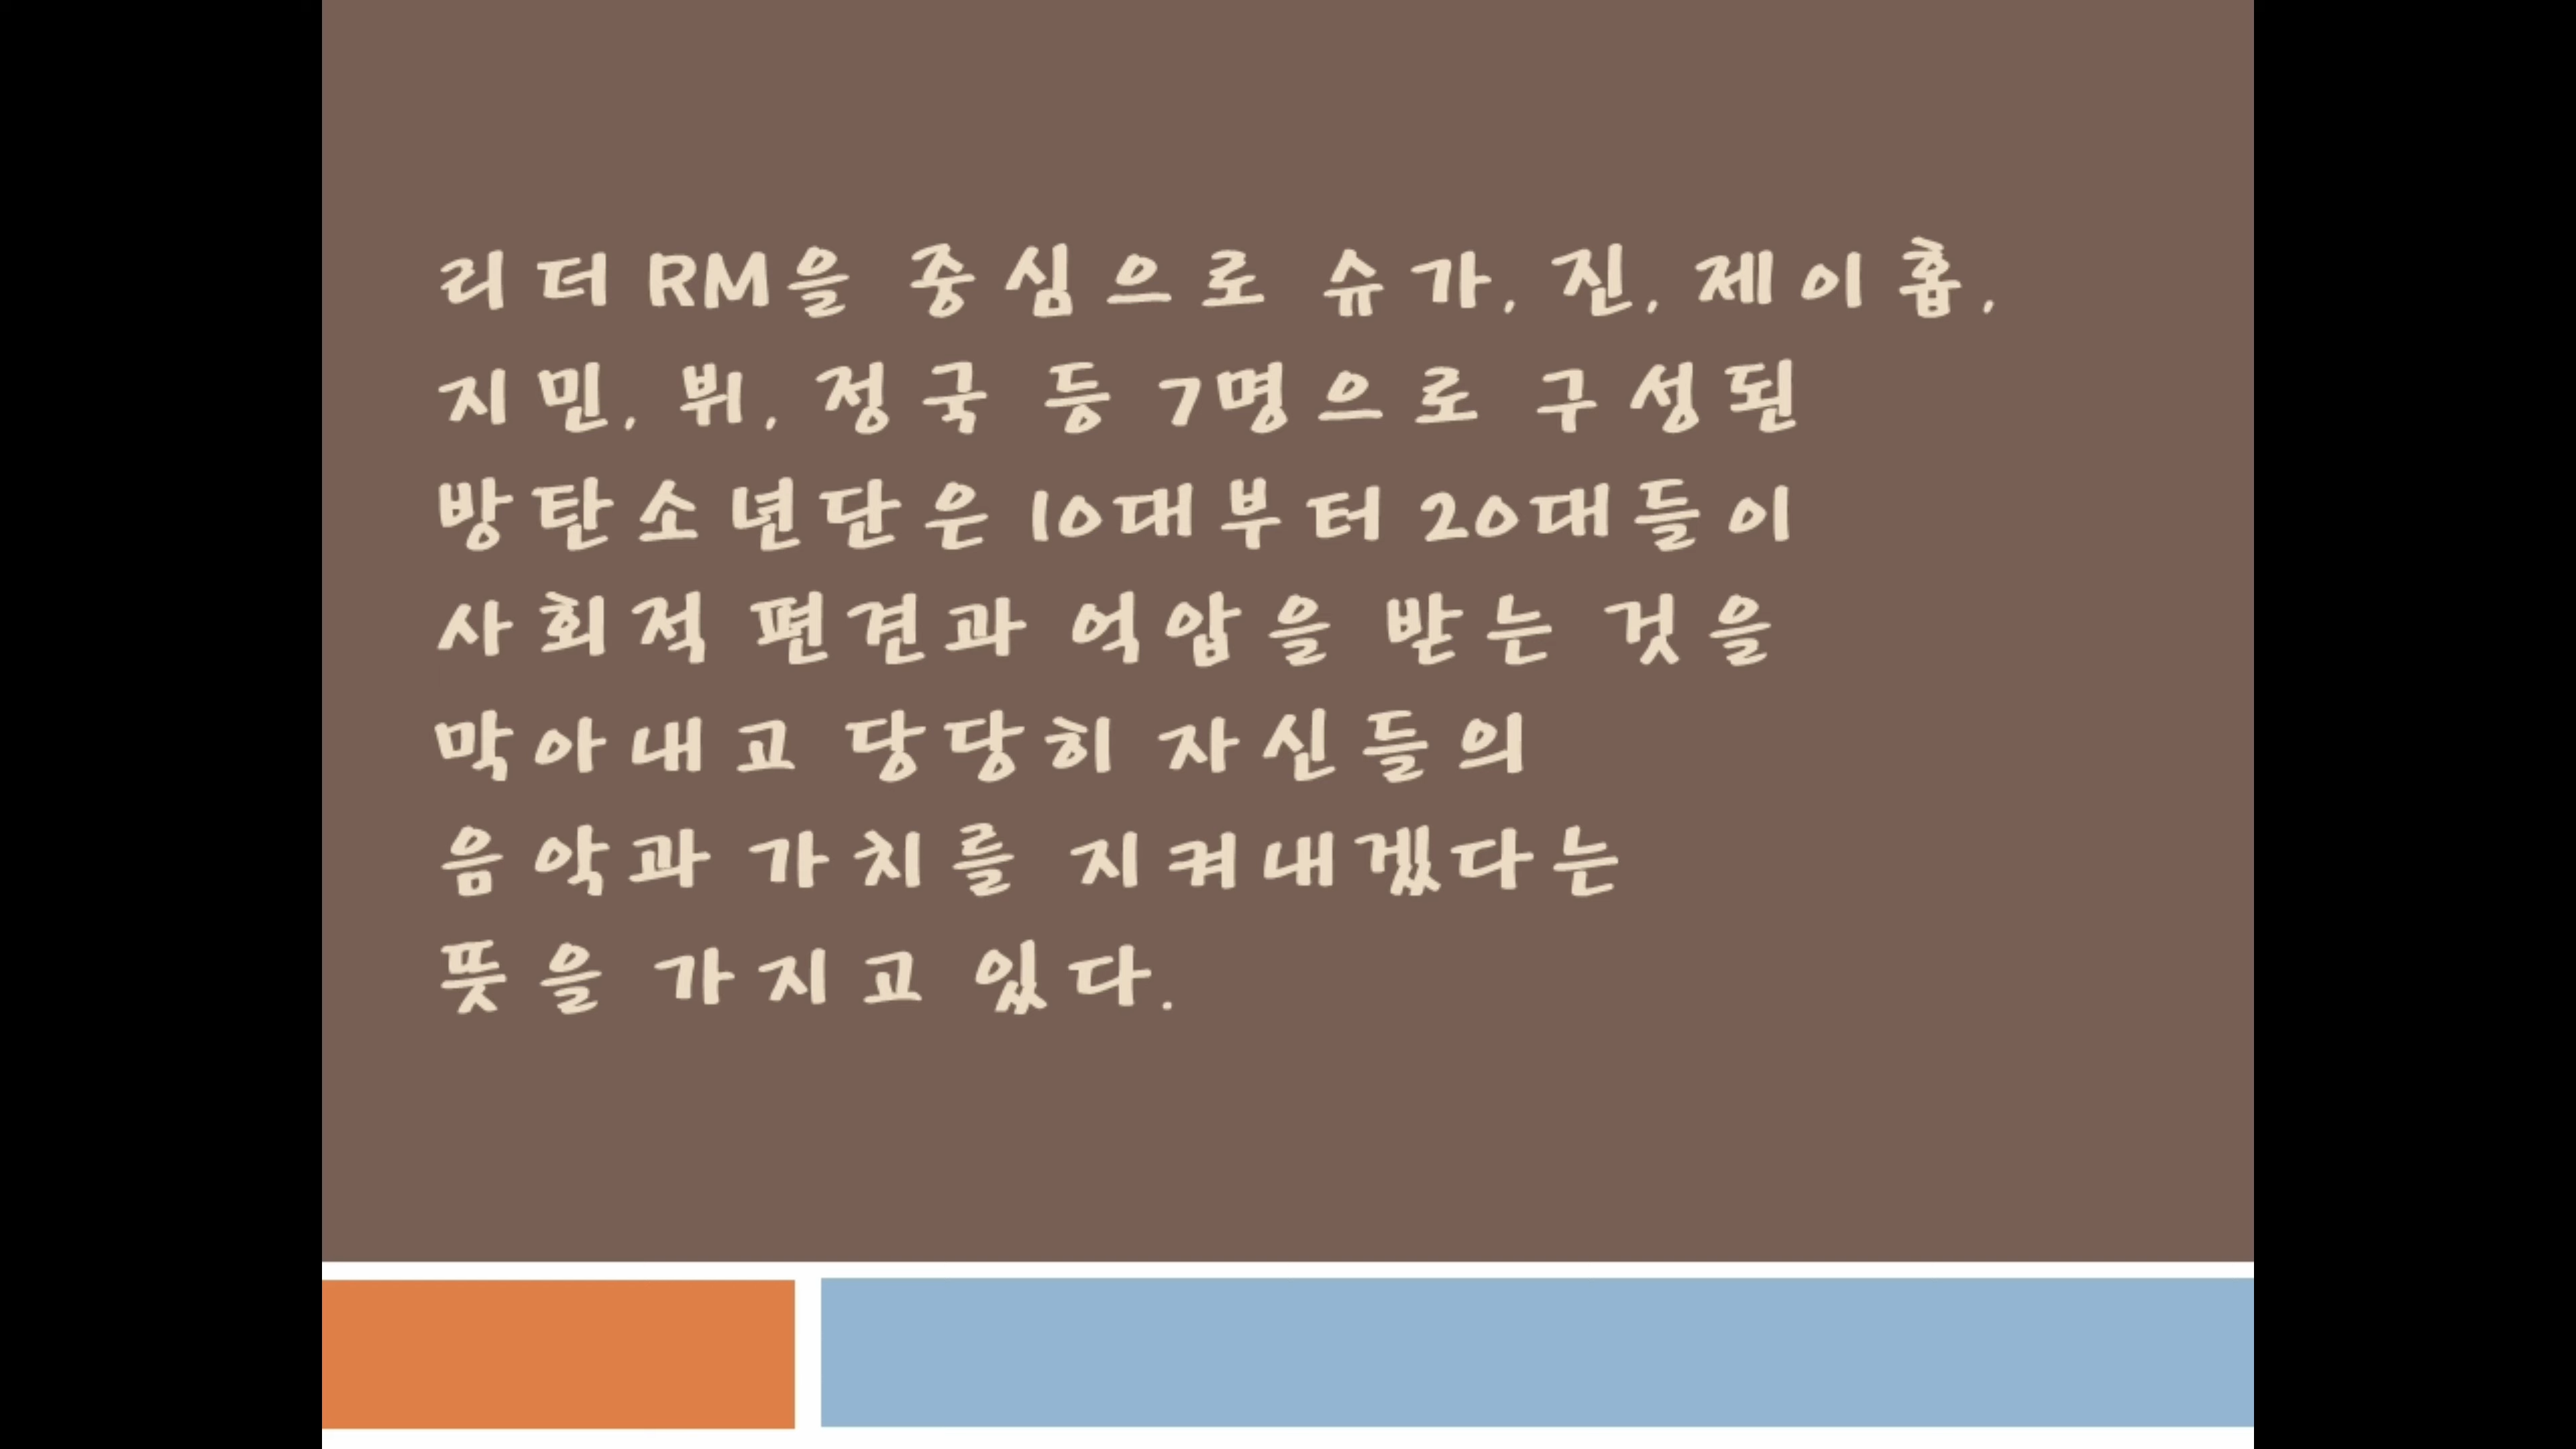 리더 RM을 중심으로 슈가, 진, 제이홉,
지민, 뷔, 정국 등 7명으로 구성된
방탄소년단은 10대부터 20대들이
사회적 편견과 억압을 받는 것을
막아내고 당당히 자신들의
음악과 가치를 지켜내겠다는
뜻을 가지고 있다.